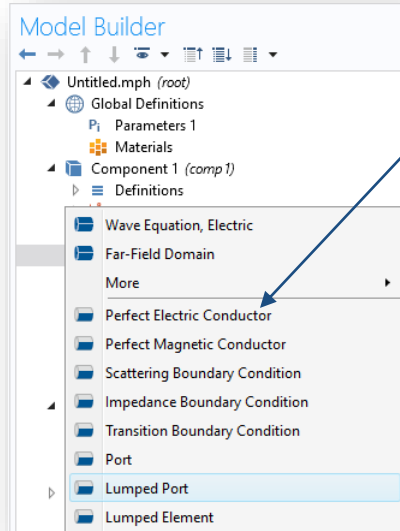 Model Builder
Untitled.mph (root)
Global Definitions
Pi Parameters 1
Materials
Component 1 (comp1)
Definitions
Wave Equation, Electric
Far-Field Domain
More
Perfect Electric Conductor
Perfect Magnetic Conductor
Scattering Boundary Condition
Impedance Boundary Condition
Transition Boundary Condition
Port
Lumped Port
Lumped Element